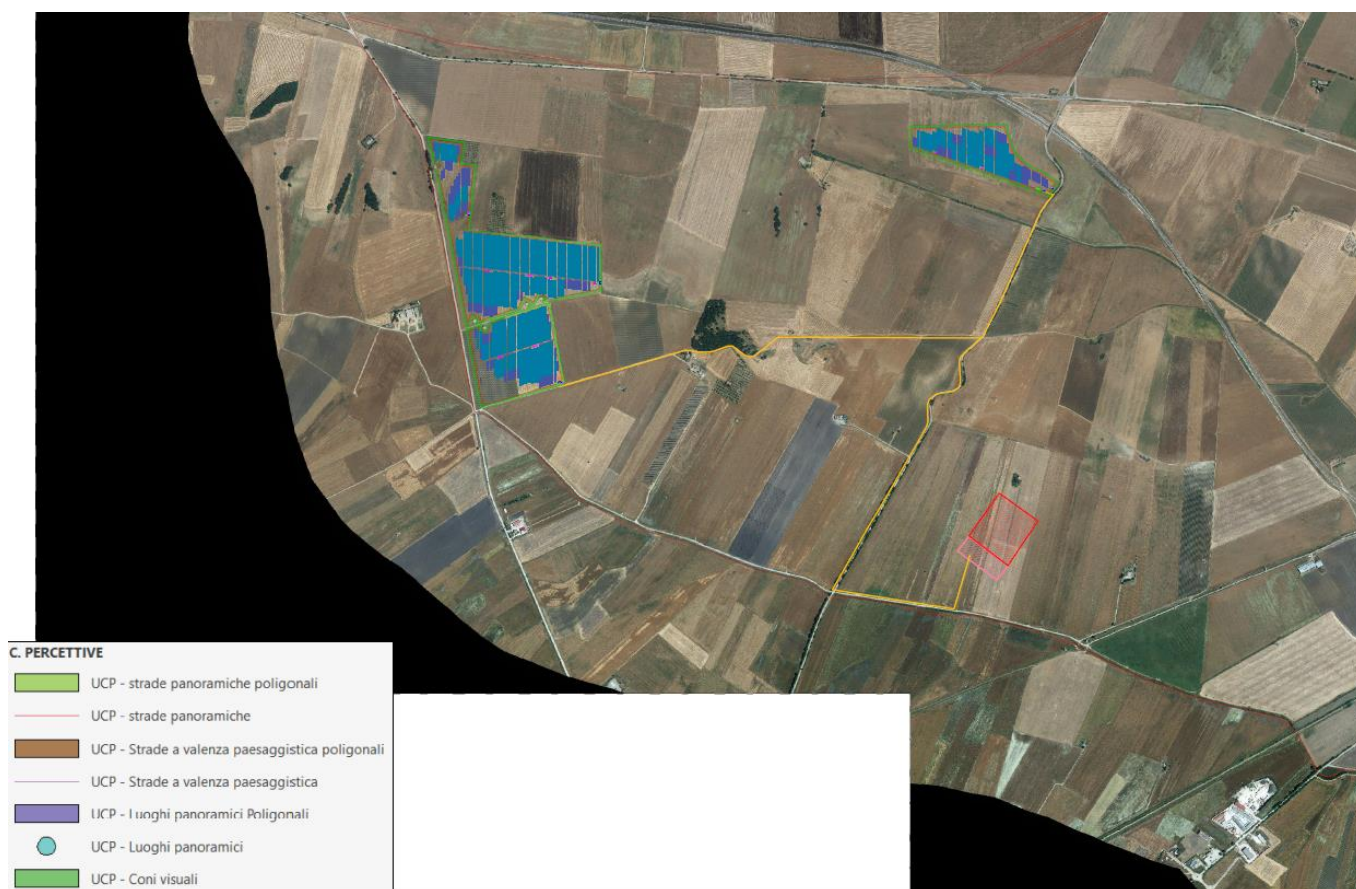 C. PERCETTIVE
UCP - strade panoramiche poligonali
UCP - strade panoramiche
UCP - Strade a valenza paesaggistica poligonali
UCP - Strade a valenza paesaggistica
UCP - Luoghi panoramici Poligonali
UCP - Luoghi panoramici
UCP - Coni visuali